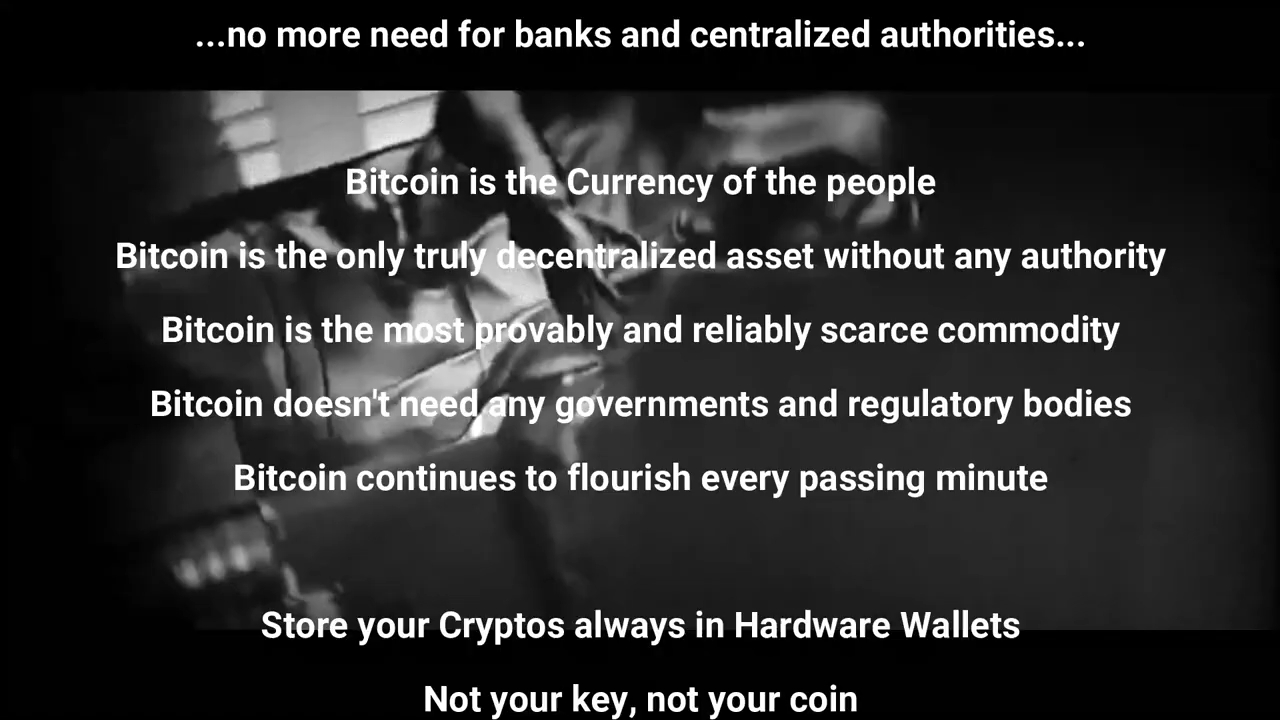 ...no more need for banks and centralized authorities...
Bitcoin is the Currency of the people
Bitcoin is the only truly decentralized asset without any authority
Bitcoin is the most provably and reliably scarce commodity
Bitcoin doesn't need any governments and regulatory bodies
Bitcoin continues to flourish every passing minute
Store your Cryptos always in Hardware Wallets
Not your key, not your coin